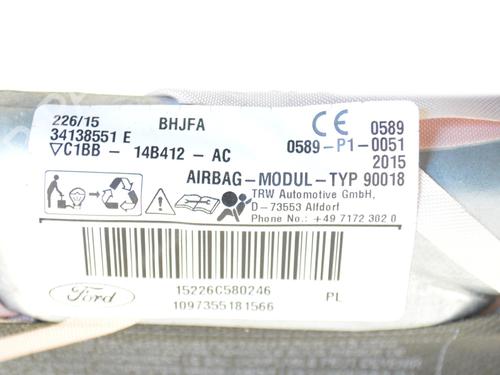 226/15 BHJFA
34138551 E
▽C1BB - 14B412 - AC
CE 0589
0589-P1-0051
2015
AIRBAG-MODUL-TYP 90018
TRW Automotive GmbH,
D-73553 Alfdorf
Phone No.: +49 7172 302 0
Ford
15226C580246 PL
1097355181566